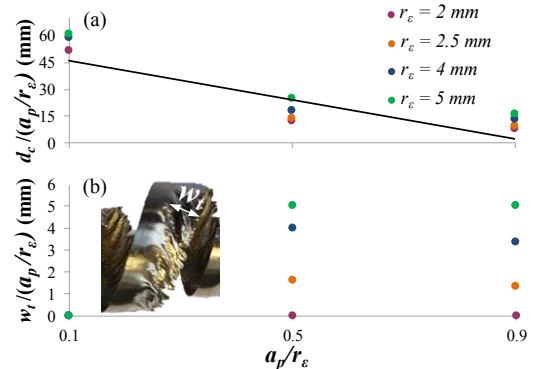 (a)
d_c/(a_p/r_ε) (mm)
60
45
30
15
0
r_ε = 2 mm
r_ε = 2.5 mm
r_ε = 4 mm
r_ε = 5 mm
(b)
w_t/(a_p/r_ε) (mm)
6
5
4
3
2
1
0
w_t
0.1
0.5
0.9
a_p/r_ε